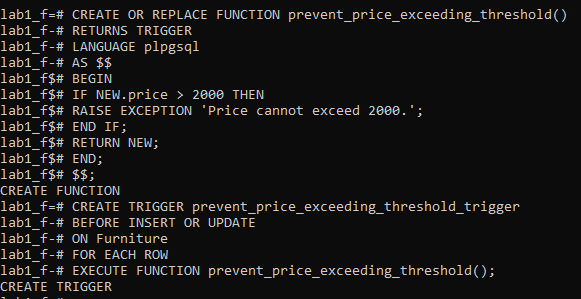 lab1_f=# CREATE OR REPLACE FUNCTION prevent_price_exceeding_threshold()
lab1_f-# RETURNS TRIGGER
lab1_f-# LANGUAGE plpgsql
lab1_f-# AS $$
lab1_f$# BEGIN
lab1_f$# IF NEW.price > 2000 THEN
lab1_f$# RAISE EXCEPTION 'Price cannot exceed 2000.';
lab1_f$# END IF;
lab1_f$# RETURN NEW;
lab1_f$# END;
lab1_f$# $$;
CREATE FUNCTION
lab1_f=# CREATE TRIGGER prevent_price_exceeding_threshold_trigger
lab1_f-# BEFORE INSERT OR UPDATE
lab1_f-# ON Furniture
lab1_f-# FOR EACH ROW
lab1_f-# EXECUTE FUNCTION prevent_price_exceeding_threshold();
CREATE TRIGGER